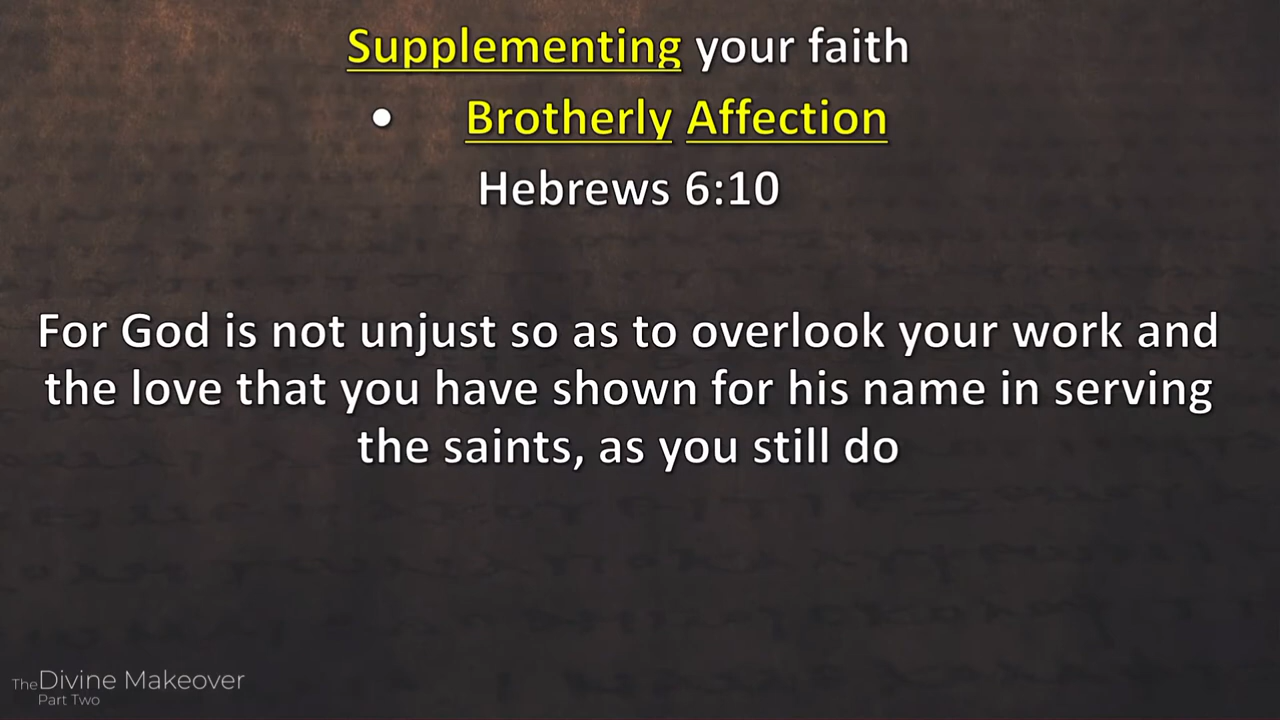 Supplementing your faith
• Brotherly Affection
Hebrews 6:10
For God is not unjust so as to overlook your work and
the love that you have shown for his name in serving
the saints, as you still do
The Divine Makeover
Part Two